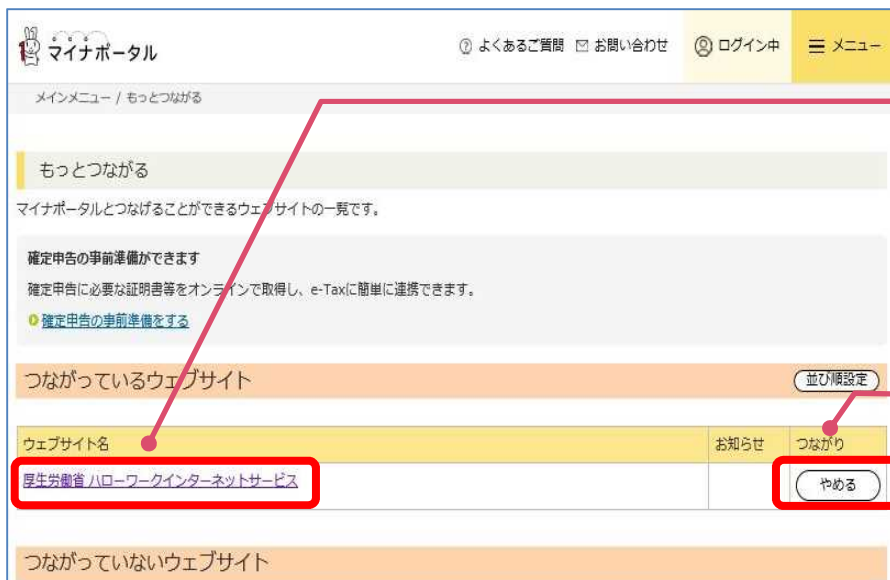 マイナポータル
よくあるご質問 お問い合わせ ログイン中 メニュー
メインメニュー / もっとつながる
もっとつながる
マイナポータルとつなげることができるウェブサイトの一覧です。
確定申告の事前準備ができます
確定申告に必要な証明書等をオンラインで取得し、e-Taxに簡単に連携できます。
確定申告の事前準備をする
つながっているウェブサイト 並び順設定
ウェブサイト名 お知らせ つながり
厚生労働省 ハローワークインターネットサービス やめる
つながっていないウェブサイト